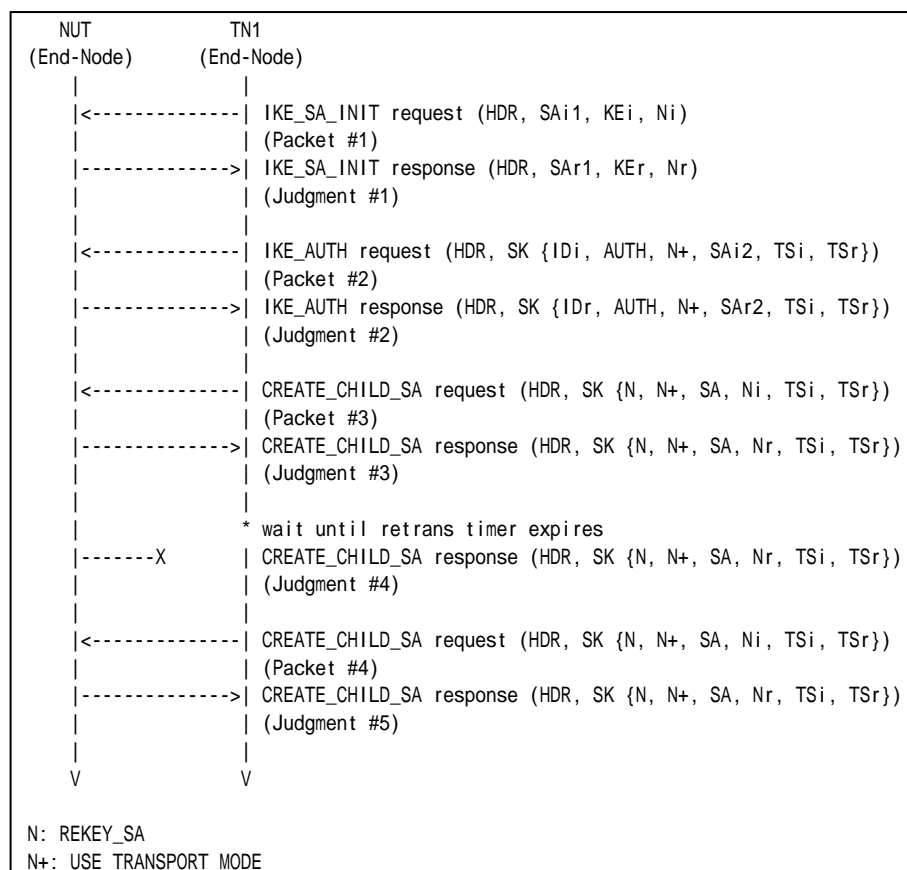 NUT TN1
(End-Node) (End-Node)
| |
|<--------------| IKE_SA_INIT request (HDR, SAi1, KEi, Ni)
| | (Packet #1)
|-------------->| IKE_SA_INIT response (HDR, SAr1, KEr, Nr)
| | (Judgment #1)
| |
|<--------------| IKE_AUTH request (HDR, SK {IDi, AUTH, N+, SAi2, TSi, TSr})
| | (Packet #2)
|-------------->| IKE_AUTH response (HDR, SK {IDr, AUTH, N+, SAr2, TSi, TSr})
| | (Judgment #2)
| |
|<--------------| CREATE_CHILD_SA request (HDR, SK {N, N+, SA, Ni, TSi, TSr})
| | (Packet #3)
|-------------->| CREATE_CHILD_SA response (HDR, SK {N, N+, SA, Nr, TSi, TSr})
| | (Judgment #3)
| |
| * wait until retrans timer expires
|-------X | CREATE_CHILD_SA response (HDR, SK {N, N+, SA, Nr, TSi, TSr})
| | (Judgment #4)
| |
|<--------------| CREATE_CHILD_SA request (HDR, SK {N, N+, SA, Ni, TSi, TSr})
| | (Packet #4)
|-------------->| CREATE_CHILD_SA response (HDR, SK {N, N+, SA, Nr, TSi, TSr})
| | (Judgment #5)
| |
V V
N: REKEY_SA
N+: USE TRANSPORT MODE